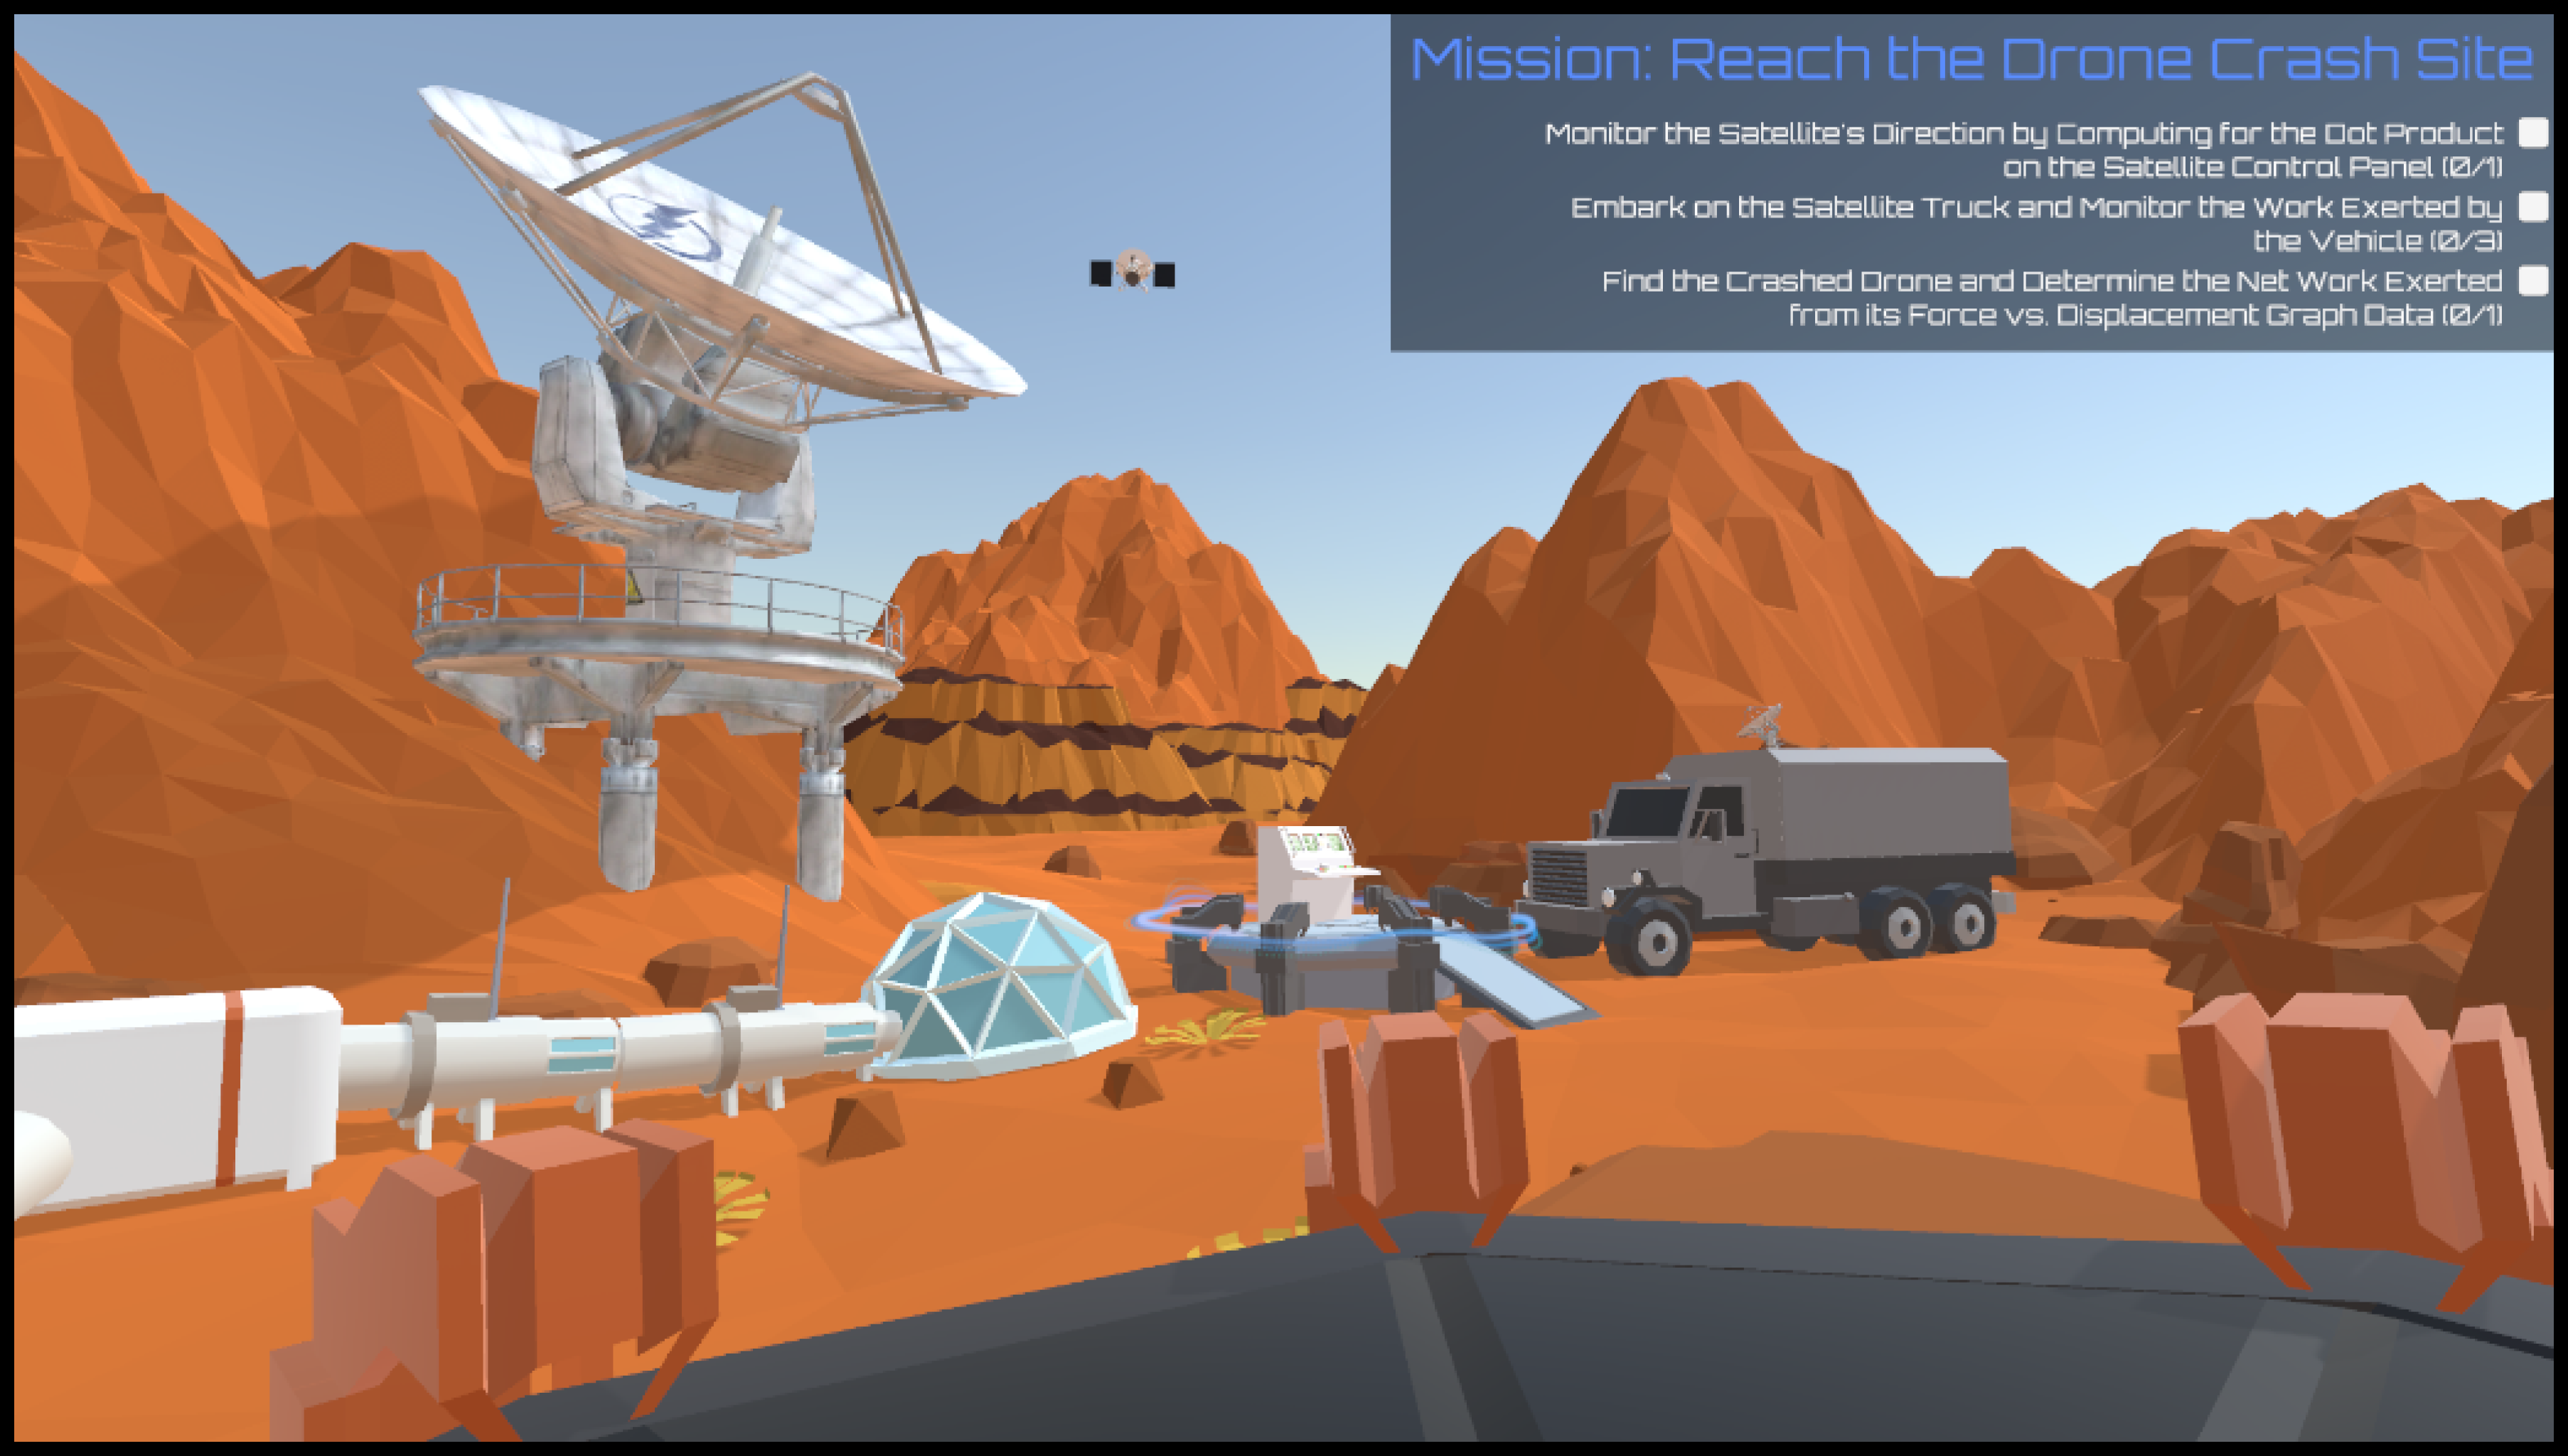 Mission: Reach the Drone Crash Site
Monitor the Satellite's Direction by Computing for the Dot Product
on the Satellite Control Panel (0/1)
Embark on the Satellite Truck and Monitor the Work Exerted by
the Vehicle (0/3)
Find the Crashed Drone and Determine the Net Work Exerted
from its Force vs. Displacement Graph Data (0/1)